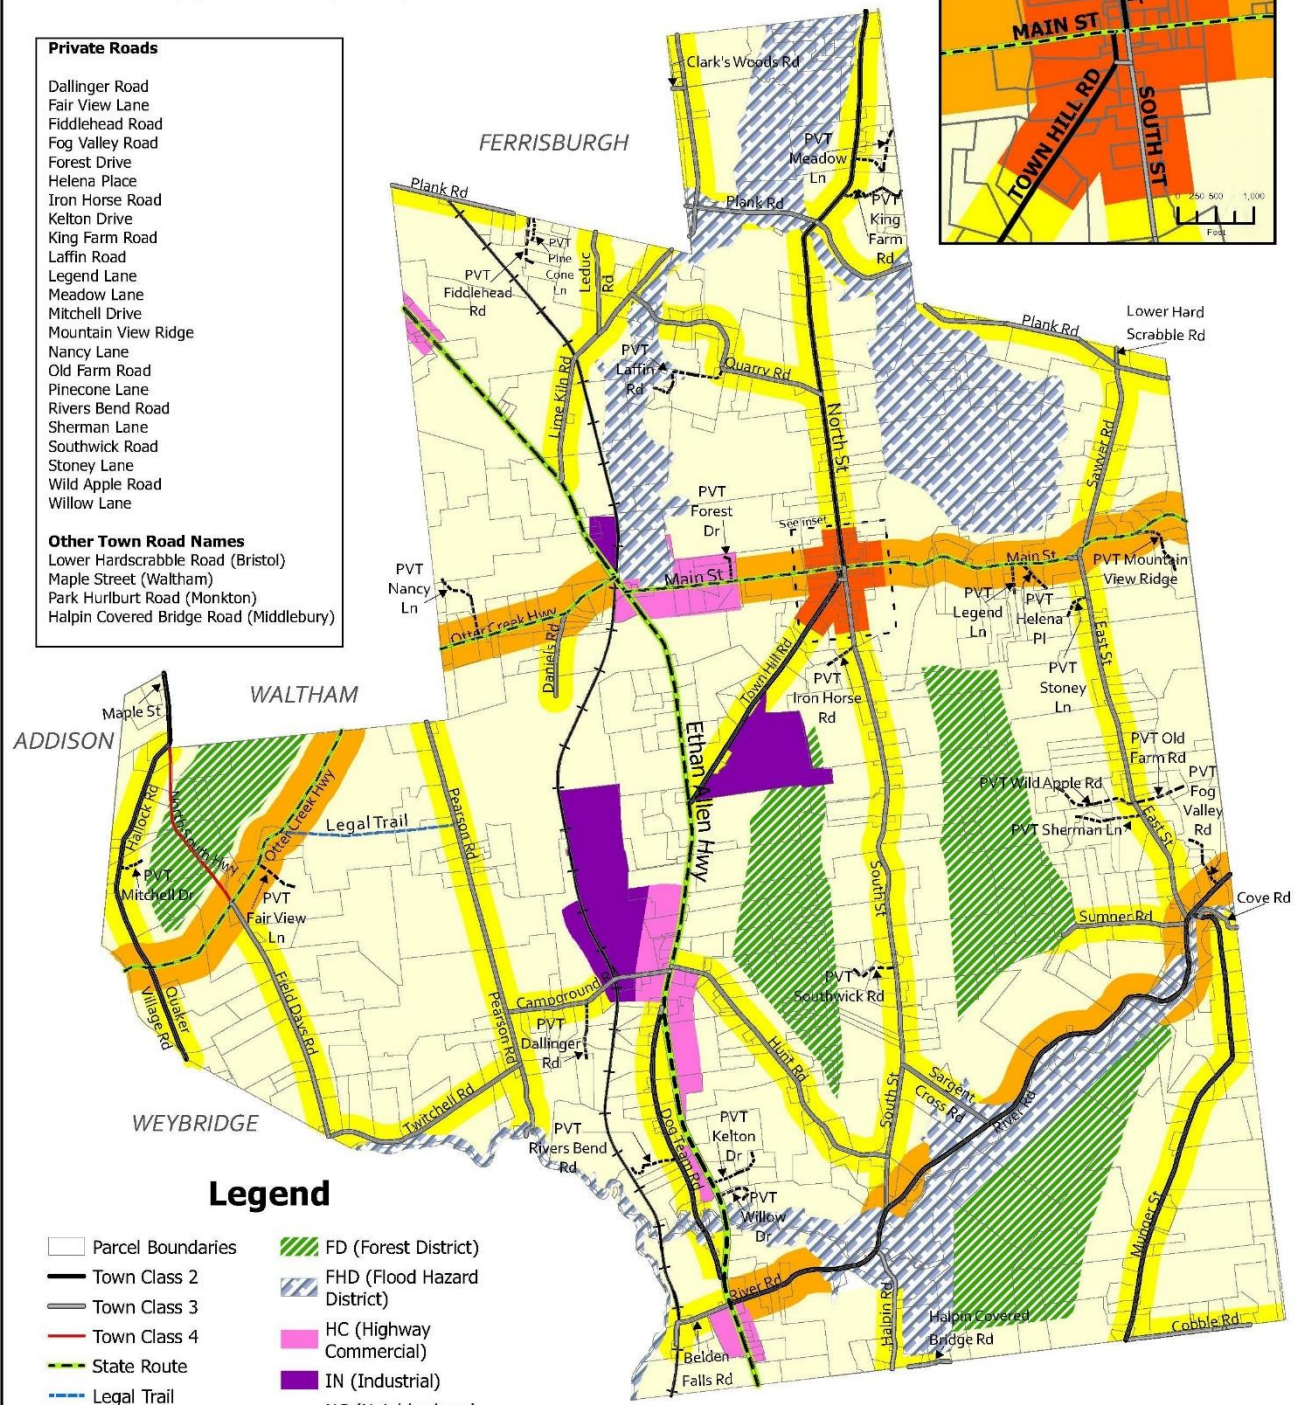 Private Roads
Dallinger Road
Fair View Lane
Fiddlehead Road
Fog Valley Road
Forest Drive
Helena Place
Iron Horse Road
Kelton Drive
King Farm Road
Laffin Road
Legend Lane
Meadow Lane
Mitchell Drive
Mountain View Ridge
Nancy Lane
Old Farm Road
Pinecone Lane
Rivers Bend Road
Sherman Lane
Southwick Road
Stoney Lane
Wild Apple Road
Willow Lane
Other Town Road Names
Lower Hardscrabble Road (Bristol)
Maple Street (Waltham)
Park Hurlburt Road (Monkton)
Halpin Covered Bridge Road (Middlebury)
MAIN ST
TOWN HILL RD
SOUTH ST
0 250 500 1,000
Feet
Clark's Woods Rd
FERRISBURGH
PVT
Meadow
Ln
Plank Rd
Plank Rd
PVT
King
Farm
Rd
PVT
Pine
Cone
Ln
Leduc
Rd
PVT
Fiddlehead
Rd
Plank Rd
Lower Hard
Scrabble Rd
PVT
Laffin
Rd
Quarry Rd
Lime Kiln Rd
North St
Sawyer Rd
PVT
Forest
Dr
See inset
Main St
Main St
PVT Mountain
View Ridge
PVT
Nancy
Ln
Otter Creek Hwy
Daniels Rd
PVT
Legend
Ln
PVT
Helena
Pl
East St
PVT
Stoney
Ln
Town Hill Rd
PVT
Iron Horse
Rd
WALTHAM
Maple St
ADDISON
Ethan Allen Hwy
PVT Old
Farm Rd
PVT
Fog
Valley
Rd
PVT Wild Apple Rd
PVT Sherman Ln
East St
Hallock Rd
North South Hwy
Otter Creek Hwy
Legal Trail
Pearson Rd
PVT
Mitchell Dr
PVT
Fair View
Ln
South St
Cove Rd
Sumner Rd
Quaker
Village Rd
Field Days Rd
Pearson Rd
Campground R
PVT
Dallinger
Rd
PVT
Southwick Rd
Hunt Rd
South St
Sargent
Cross Rd
River Rd
WEYBRIDGE
Twitchell Rd
PVT
Rivers Bend
Rd
Dog Team Rd
PVT
Kelton
Dr
PVT
Willow
Dr
Munger St
River Rd
Halpin Rd
Halpin Covered
Bridge Rd
Cobble Rd
Belden
Falls Rd
Legend
Parcel Boundaries
Town Class 2
Town Class 3
Town Class 4
State Route
Legal Trail
FD (Forest District)
FHD (Flood Hazard
District)
HC (Highway
Commercial)
IN (Industrial)